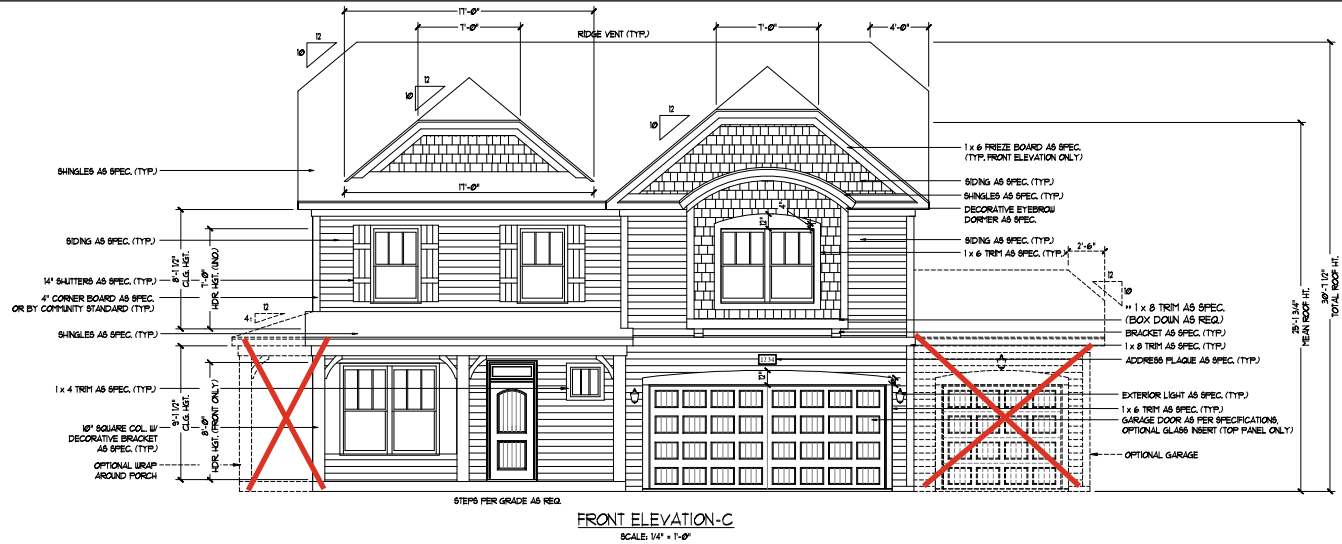 17'-0"
7'-0"
7'-0"
4'-0"
RIDGE VENT (TYP.)
12
10
12
10
12
10
SHINGLES AS SPEC. (TYP.)
17'-0"
1 x 6 FRIEZE BOARD AS SPEC.
(TYP. FRONT ELEVATION ONLY)
SIDING AS SPEC. (TYP.)
SHINGLES AS SPEC. (TYP.)
DECORATIVE EYEBROW
DORMER AS SPEC.
4"
12"
SIDING AS SPEC. (TYP.)
1 x 6 TRIM AS SPEC. (TYP.)
2'-6"
12
10
SIDING AS SPEC. (TYP.)
8'-1 1/2"
CLG. HGT.
7'-0"
HDR. HGT. (UNO.)
14" SHUTTERS AS SPEC. (TYP.)
4" CORNER BOARD AS SPEC.
OR BY COMMUNITY STANDARD (TYP.)
12
4:
SHINGLES AS SPEC. (TYP.)
** 1 x 8 TRIM AS SPEC.
(BOX DOWN AS REQ.)
BRACKET AS SPEC. (TYP.)
1 x 8 TRIM AS SPEC. (TYP.)
1234
ADDRESS PLAQUE AS SPEC. (TYP.)
12"
25'-1 3/4"
MEAN ROOF HT.
30'-7 1/2"
TOTAL ROOF HT.
1 x 4 TRIM AS SPEC. (TYP.)
9'-1 1/2"
CLG. HGT.
8'-0"
HDR. HGT. (FRONT ONLY)
EXTERIOR LIGHT AS SPEC. (TYP.)
1 x 6 TRIM AS SPEC. (TYP.)
GARAGE DOOR AS PER SPECIFICATIONS,
OPTIONAL GLASS INSERT (TOP PANEL ONLY)
10" SQUARE COL. W/
DECORATIVE BRACKET
AS SPEC. (TYP.)
OPTIONAL WRAP
AROUND PORCH
OPTIONAL GARAGE
STEPS PER GRADE AS REQ.
FRONT ELEVATION-C
SCALE: 1/4" = 1'-0"